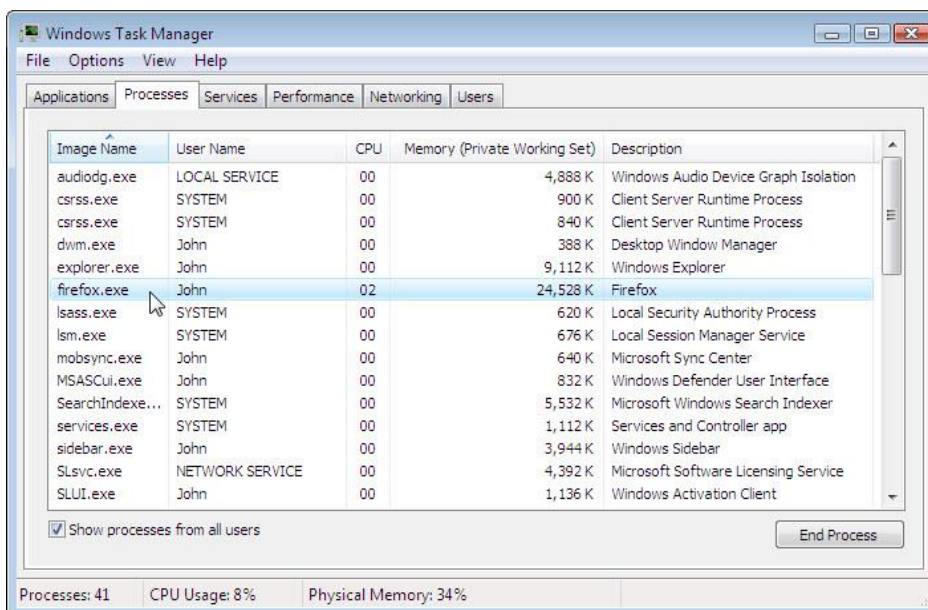 Windows Task Manager
File Options View Help
Applications Processes Services Performance Networking Users
Image Name User Name CPU Memory (Private Working Set) Description
audiodg.exe LOCAL SERVICE 00 4,888 K Windows Audio Device Graph Isolation
csrss.exe SYSTEM 00 900 K Client Server Runtime Process
csrss.exe SYSTEM 00 840 K Client Server Runtime Process
dwm.exe John 00 388 K Desktop Window Manager
explorer.exe John 00 9,112 K Windows Explorer
firefox.exe John 02 24,528 K Firefox
lsass.exe SYSTEM 00 620 K Local Security Authority Process
lsm.exe SYSTEM 00 676 K Local Session Manager Service
mobsync.exe John 00 640 K Microsoft Sync Center
MSASCui.exe John 00 832 K Windows Defender User Interface
SearchIndexe... SYSTEM 00 5,532 K Microsoft Windows Search Indexer
services.exe SYSTEM 00 1,112 K Services and Controller app
sidebar.exe John 00 3,944 K Windows Sidebar
SLsvc.exe NETWORK SERVICE 00 4,392 K Microsoft Software Licensing Service
SLUI.exe John 00 1,136 K Windows Activation Client
Show processes from all users End Process
Processes: 41 CPU Usage: 8% Physical Memory: 34%